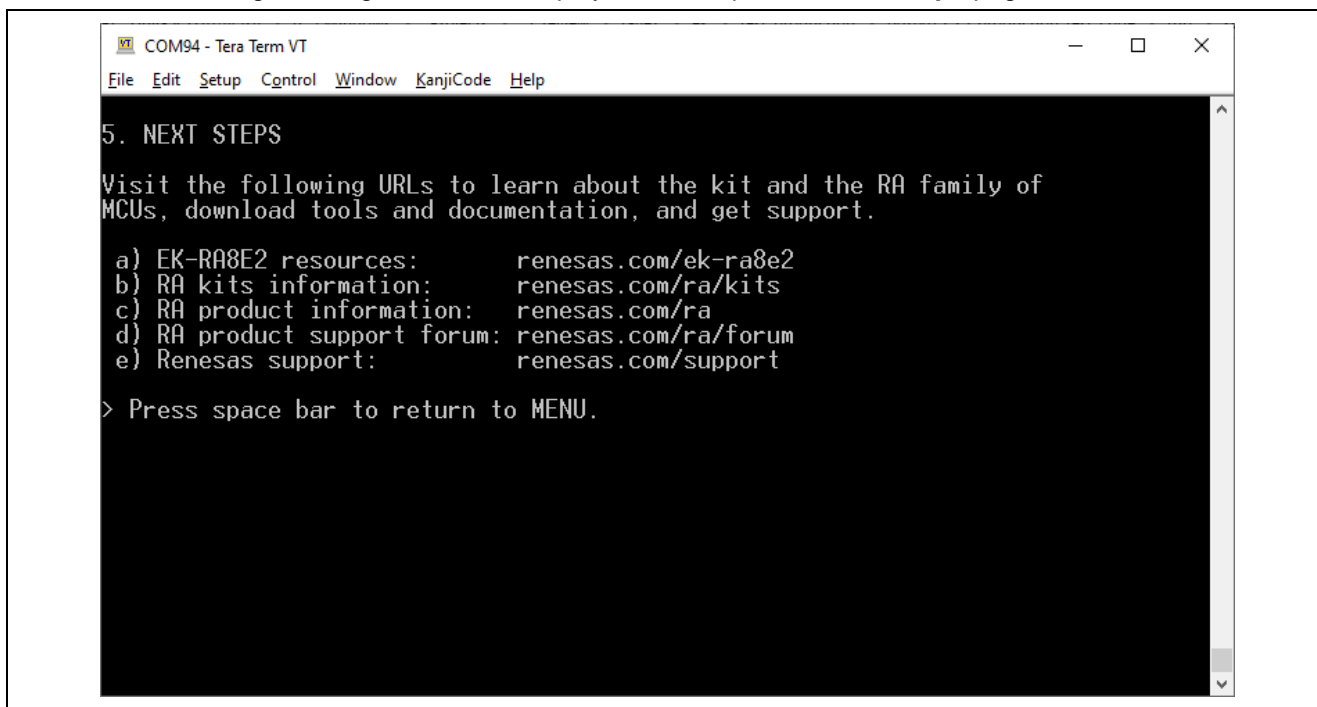 COM94 - Tera Term VT
File Edit Setup Control Window KanjiCode Help
5. NEXT STEPS
Visit the following URLs to learn about the kit and the RA family of
MCUs, download tools and documentation, and get support.
a) EK-RA8E2 resources: renesas.com/ek-ra8e2
b) RA kits information: renesas.com/ra/kits
c) RA product information: renesas.com/ra
d) RA product support forum: renesas.com/ra/forum
e) Renesas support: renesas.com/support
> Press space bar to return to MENU.